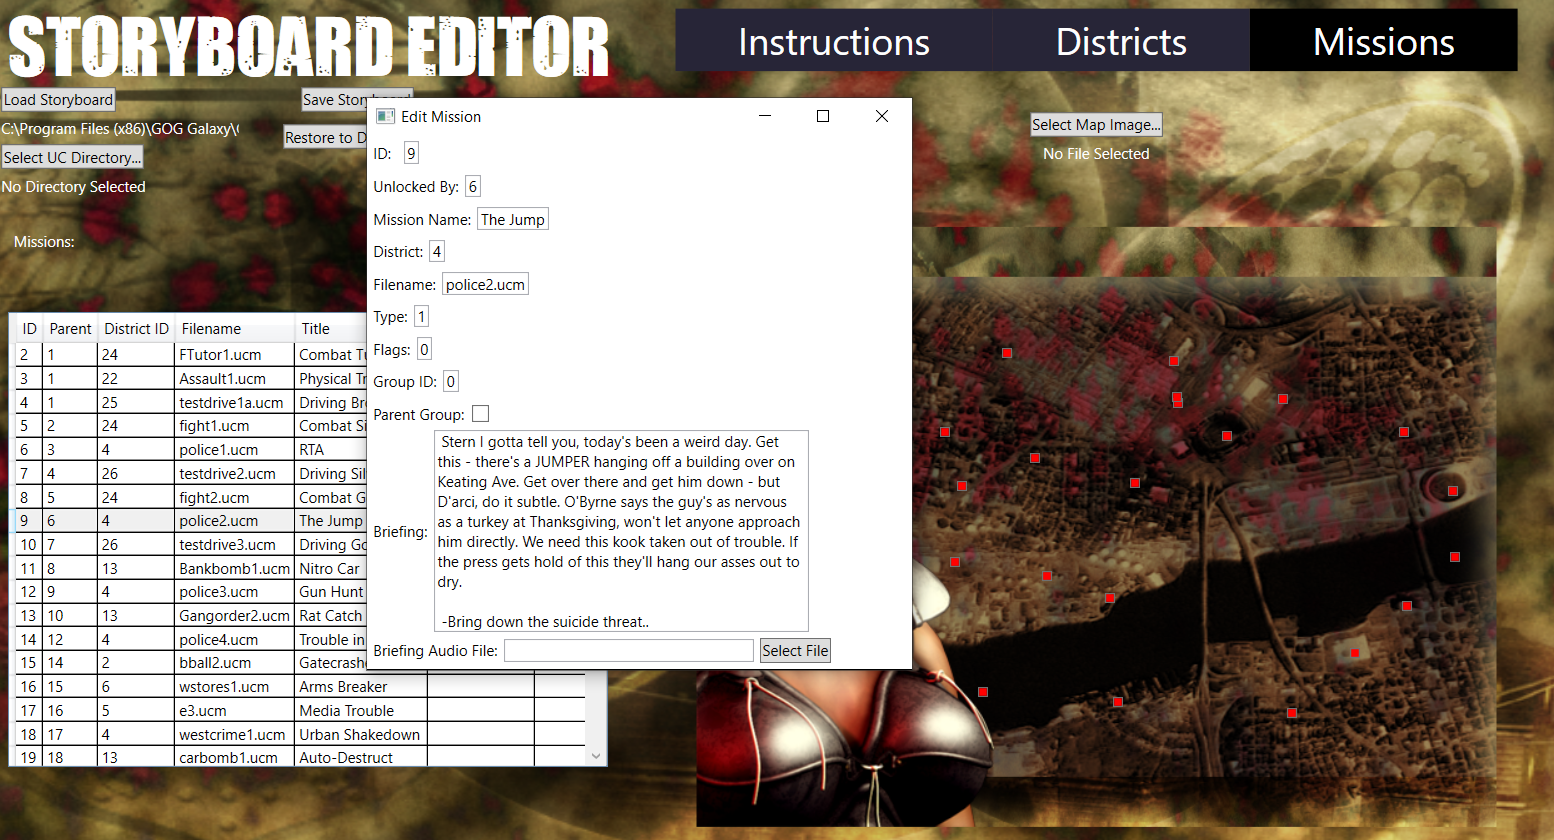 STORYBOARD EDITOR
Instructions
Districts
Missions
Load Storyboard
Save Storyboard
C:\Program Files (x86)\GOG Galaxy\
Restore to D
Select UC Directory...
No Directory Selected
Missions:
Select Map Image...
No File Selected
Edit Mission
ID: 9
Unlocked By: 6
Mission Name: The Jump
District: 4
Filename: police2.ucm
Type: 1
Flags: 0
Group ID: 0
Parent Group:
Briefing:
Stern I gotta tell you, today's been a weird day. Get
this - there's a JUMPER hanging off a building over on
Keating Ave. Get over there and get him down - but
D'arci, do it subtle. O'Byrne says the guy's as nervous
as a turkey at Thanksgiving, won't let anyone approach
him directly. We need this kook taken out of trouble. If
the press gets hold of this they'll hang our asses out to
dry.
-Bring down the suicide threat..
Briefing Audio File:
Select File
ID Parent District ID Filename Title
2 1 24 FTutor1.ucm Combat Tu
3 1 22 Assault1.ucm Physical Tr
4 1 25 testdrive1a.ucm Driving Br
5 2 24 fight1.ucm Combat Si
6 3 4 police1.ucm RTA
7 4 26 testdrive2.ucm Driving Sil
8 5 24 fight2.ucm Combat G
9 6 4 police2.ucm The Jump
10 7 26 testdrive3.ucm Driving Go
11 8 13 Bankbomb1.ucm Nitro Car
12 9 4 police3.ucm Gun Hunt
13 10 13 Gangorder2.ucm Rat Catch
14 12 4 police4.ucm Trouble in
15 14 2 bball2.ucm Gatecrashe
16 15 6 wstores1.ucm Arms Breaker
17 16 5 e3.ucm Media Trouble
18 17 4 westcrime1.ucm Urban Shakedown
19 18 13 carbomb1.ucm Auto-Destruct